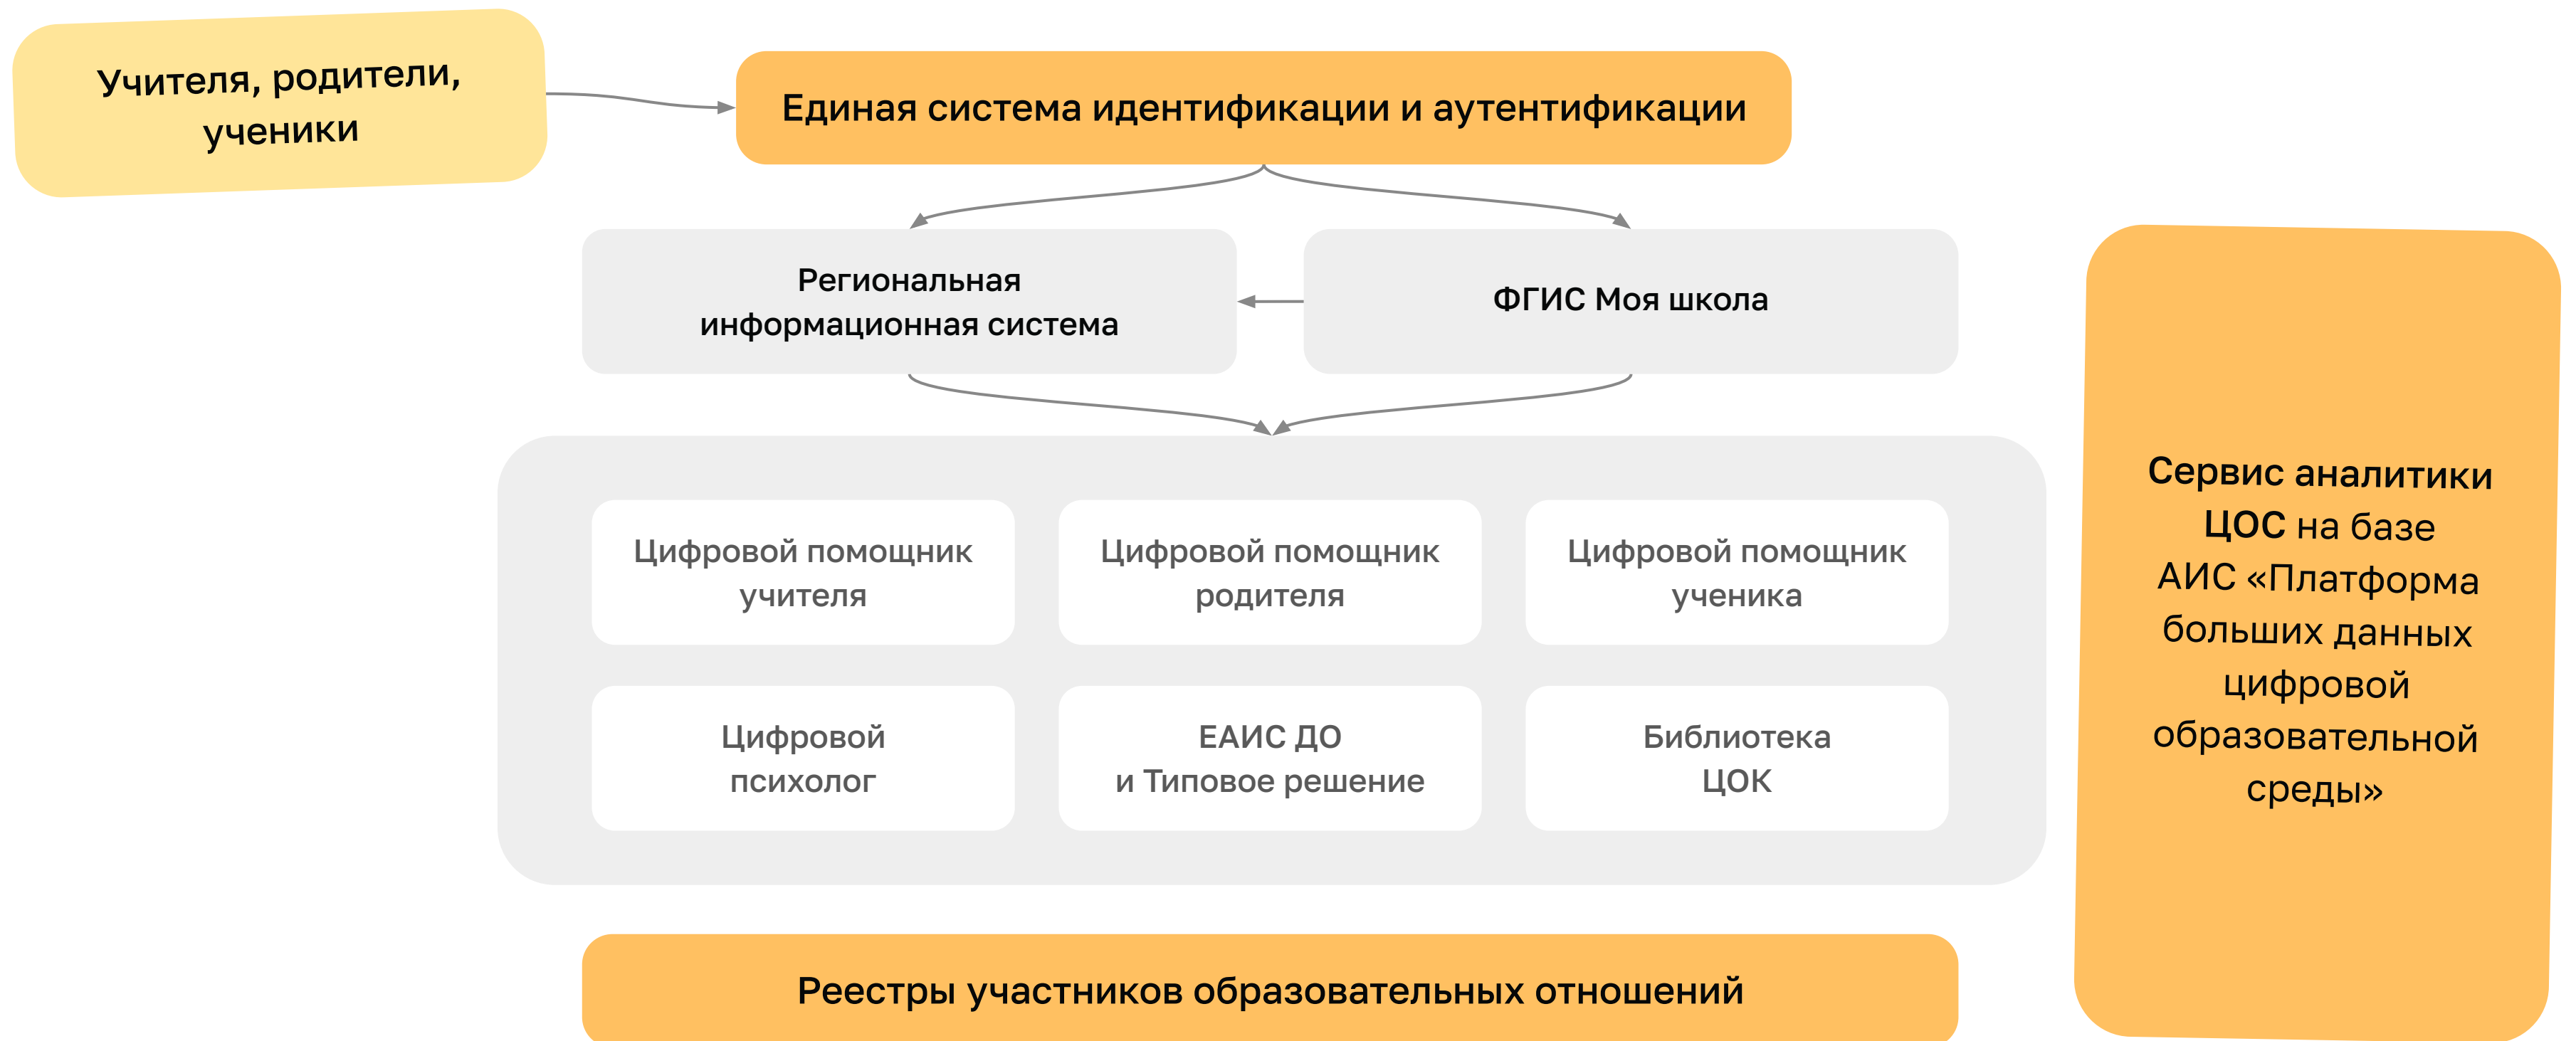 Учителя, родители,
ученики
Единая система идентификации и аутентификации
Региональная
информационная система
ФГИС Моя школа
Цифровой помощник
учителя
Цифровой помощник
родителя
Цифровой помощник
ученика
Цифровой
психолог
ЕАИС ДО
и Типовое решение
Библиотека
ЦОК
Реестры участников образовательных отношений
Сервис аналитики
ЦОС на базе
АИС «Платформа
больших данных
цифровой
образовательной
среды»